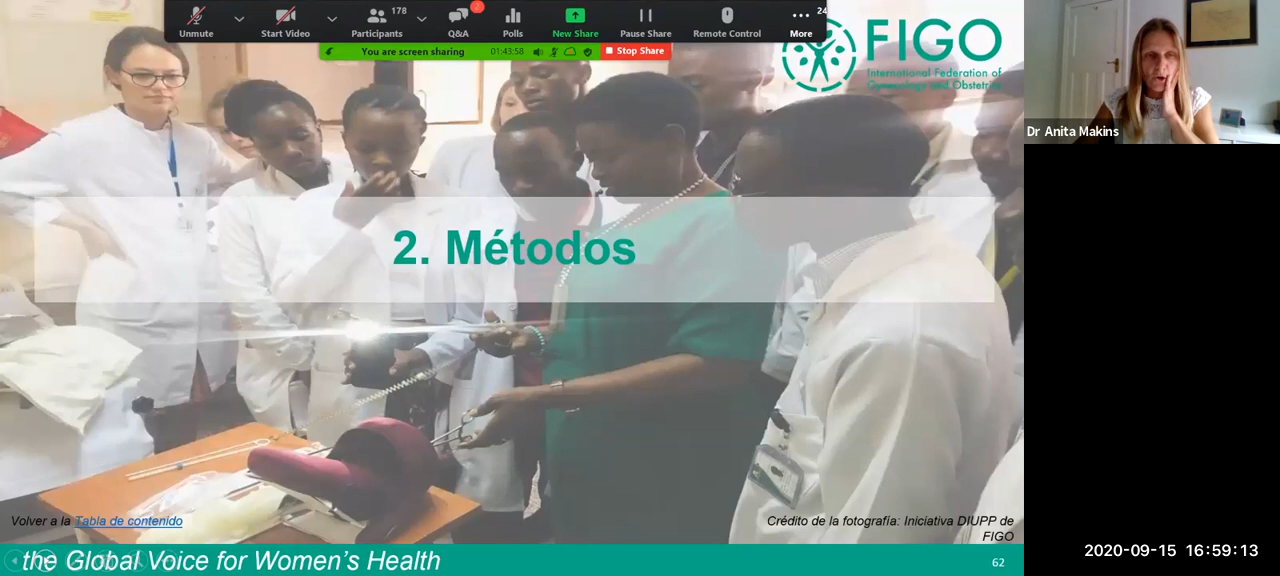 178
2
24
Unmute
Start Video
Participants
Q&A
Polls
New Share
Pause Share
Remote Control
More
You are screen sharing
01:43:58
Stop Share
FIGO
International Federation of
Gynecology and Obstetrics
Dr Anita Makins
2. Métodos
Volver a la Tabla de contenido
Crédito de la fotografía: Iniciativa DIUPP de
FIGO
the Global Voice for Women's Health
62
2020-09-15 16:59:13